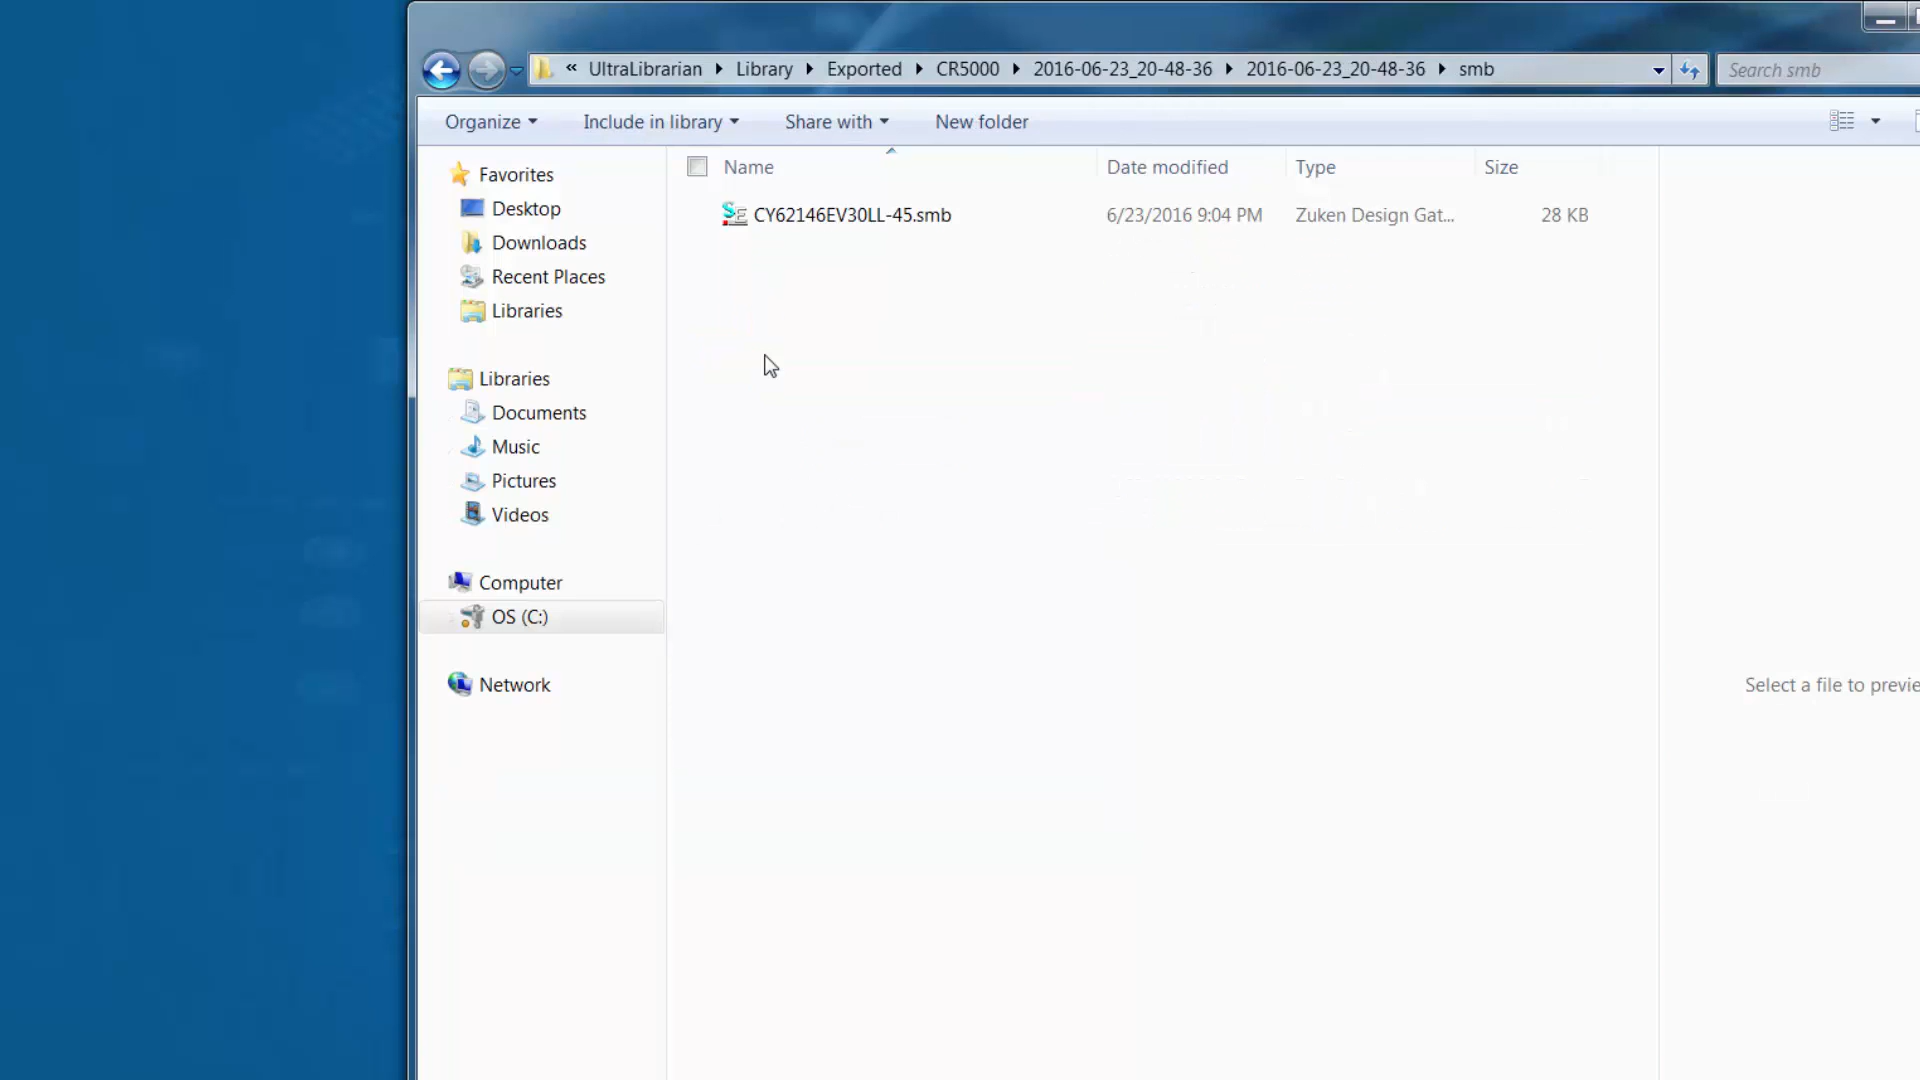 « UltraLibrarian Library Exported CR5000 2016-06-23_20-48-36 2016-06-23_20-48-36 smb
Search smb
Organize Include in library Share with New folder
Name Date modified Type Size
CY62146EV30LL-45.smb 6/23/2016 9:04 PM Zuken Design Gat... 28 KB
Favorites
Desktop
Downloads
Recent Places
Libraries
Libraries
Documents
Music
Pictures
Videos
Computer
OS (C:)
Network
Select a file to previe